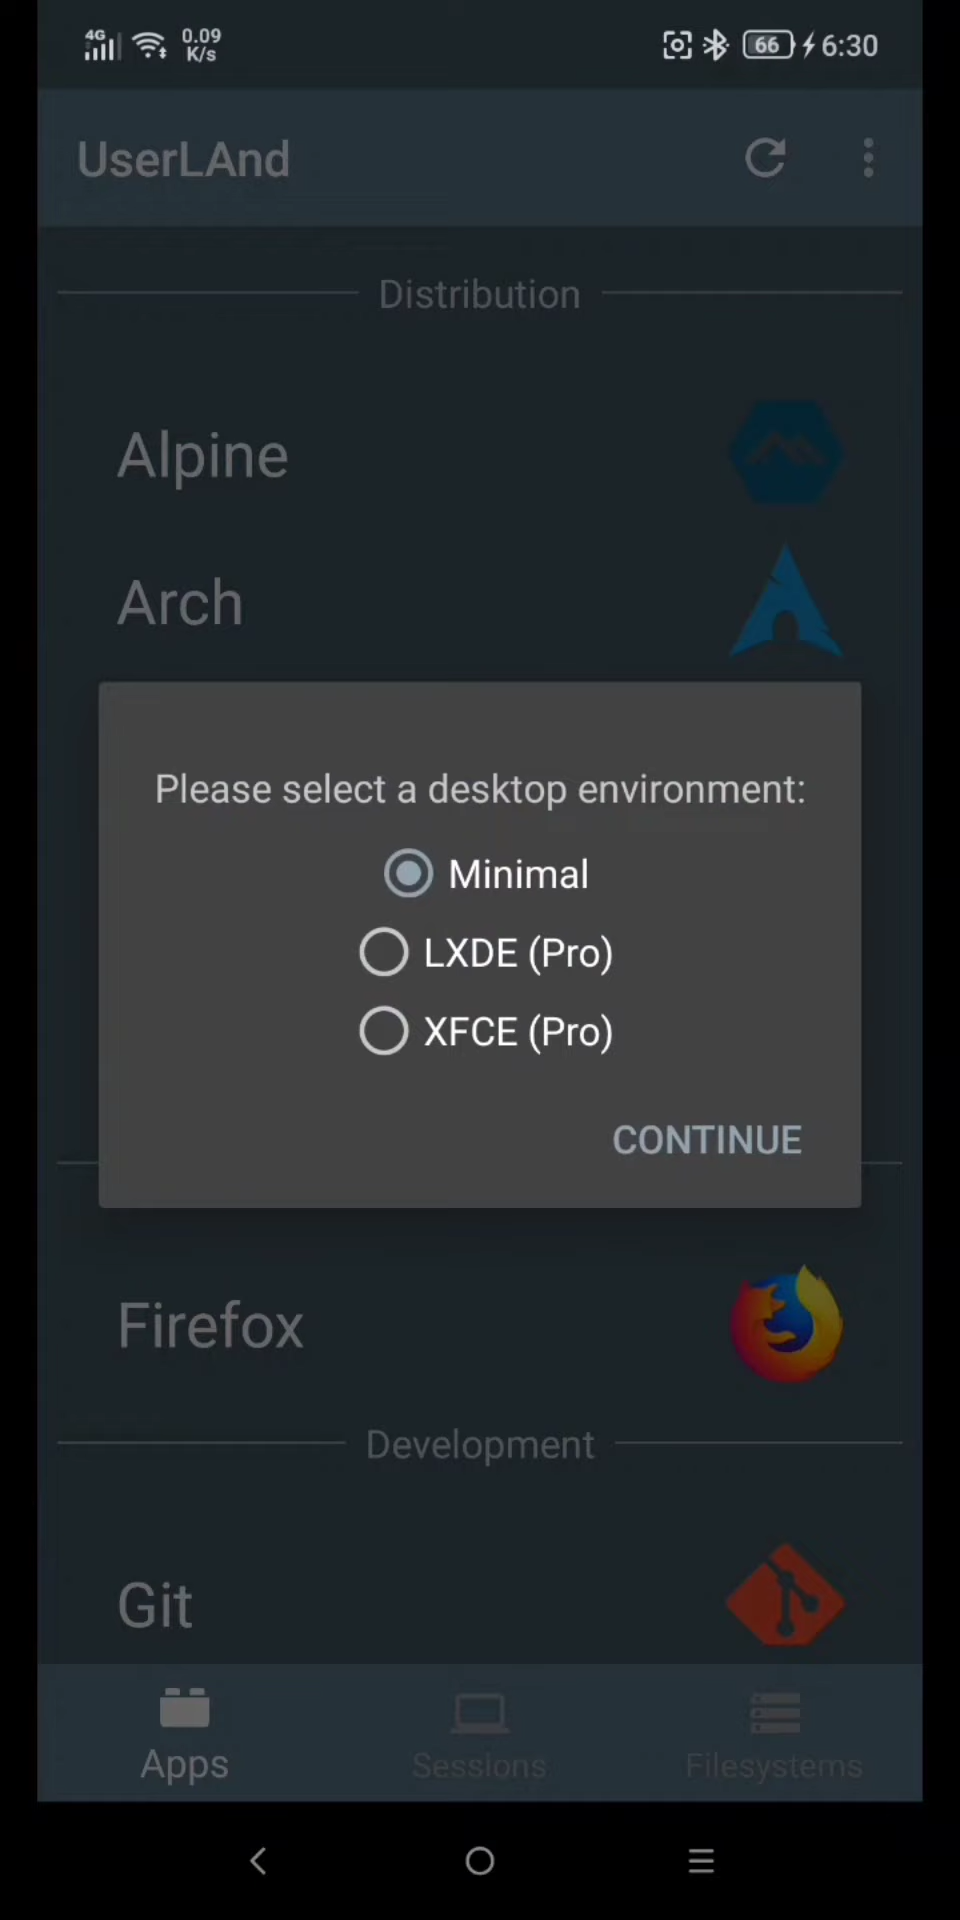 4G 0.09 K/s 66 6:30
UserLAnd
Distribution
Alpine
Arch
Please select a desktop environment:
Minimal
LXDE (Pro)
XFCE (Pro)
CONTINUE
Firefox
Development
Git
Apps Sessions Filesystems